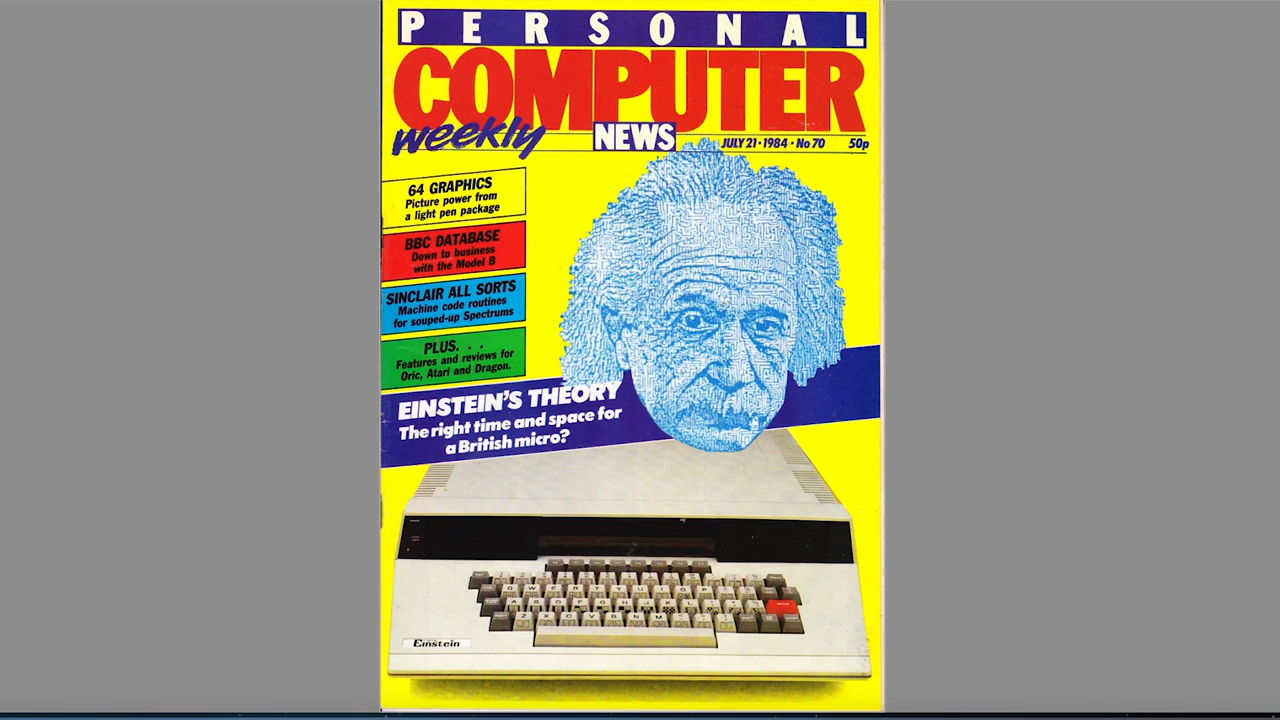 PERSONAL
COMPUTER
weekly NEWS
JULY 21 · 1984 · No 70 50p
64 GRAPHICS
Picture power from
a light pen package
BBC DATABASE
Down to business
with the Model B
SINCLAIR ALL SORTS
Machine code routines
for souped-up Spectrums
PLUS. . .
Features and reviews for
Oric, Atari and Dragon.
EINSTEIN'S THEORY
The right time and space for
a British micro?
Q W E R T Y U I O P
A S D F G H J K L
Z X C V B N M
Einstein